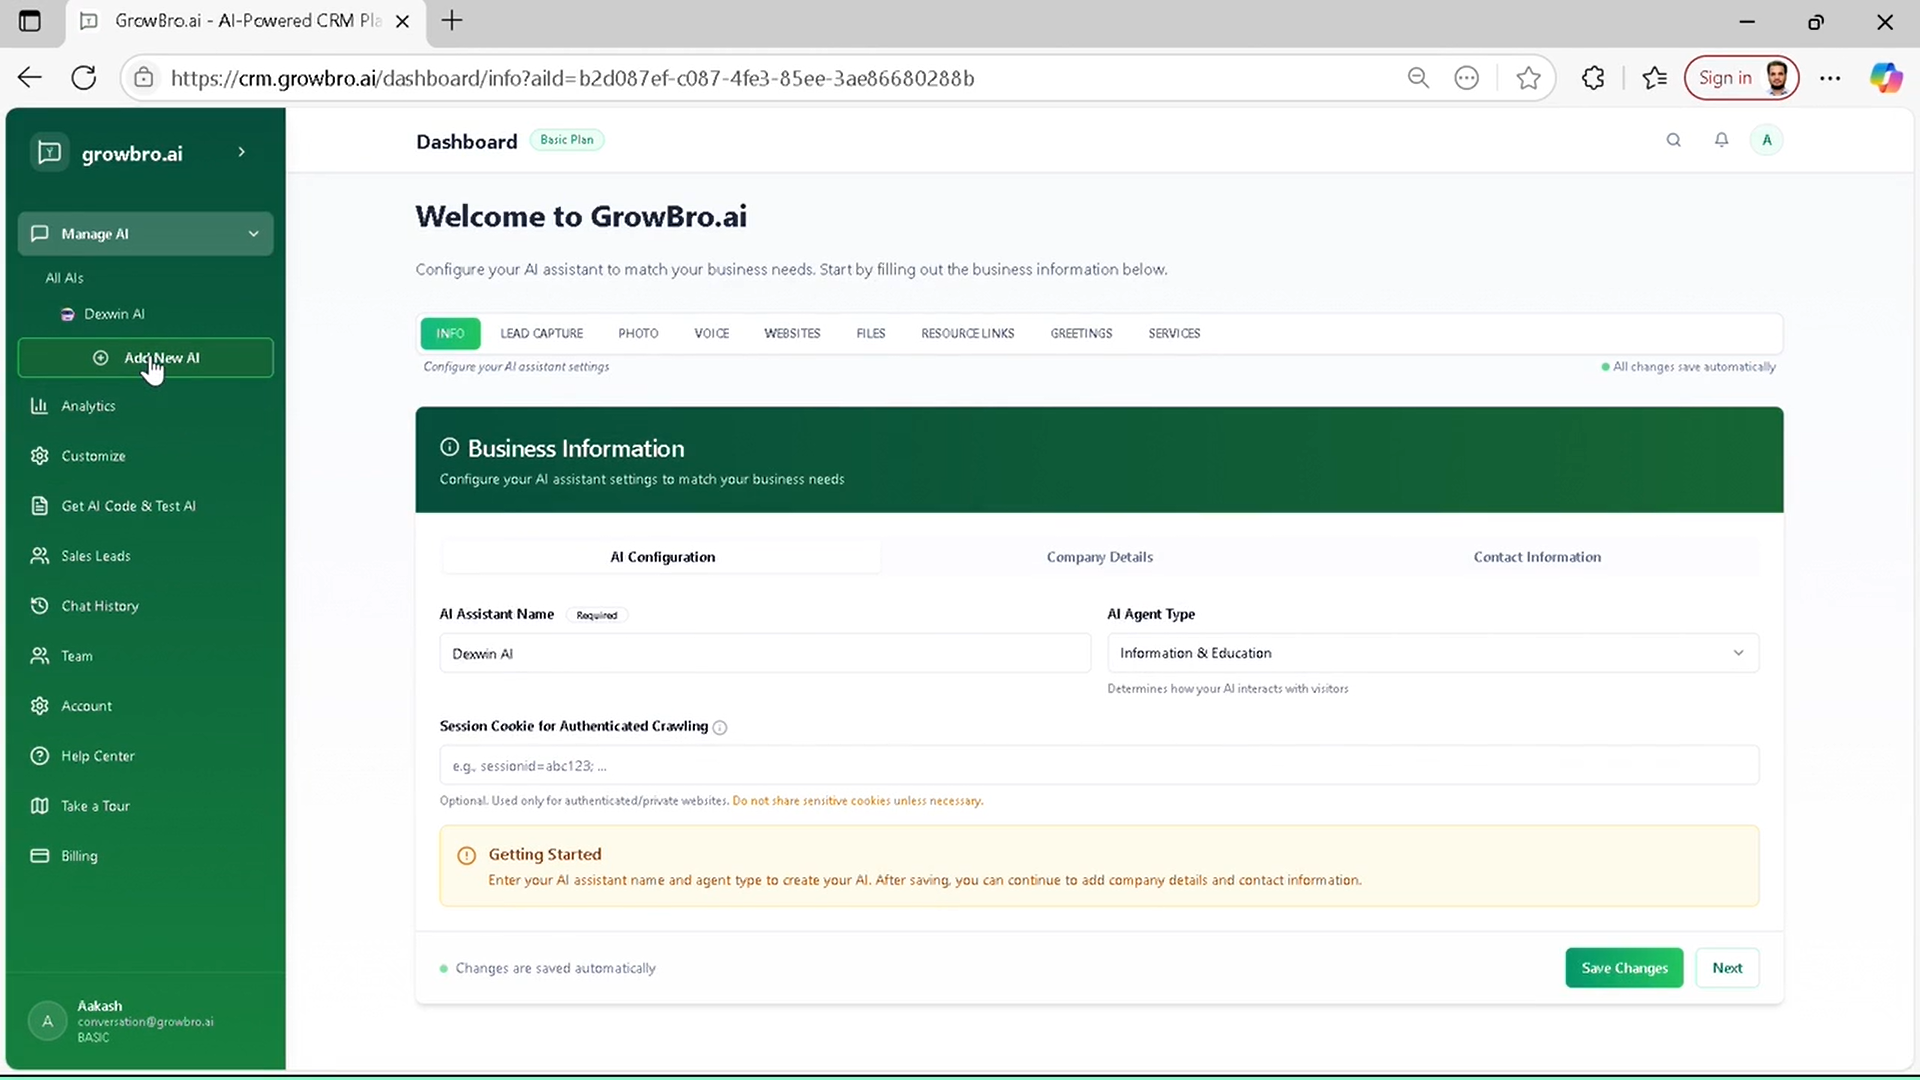 GrowBro.ai - AI-Powered CRM Pla
https://crm.growbro.ai/dashboard/info?aiId=b2d087ef-c087-4fe3-85ee-3ae86680288b
Sign in
growbro.ai
Manage AI
All AIs
Dexwin AI
Add New AI
Analytics
Customize
Get AI Code & Test AI
Sales Leads
Chat History
Team
Account
Help Center
Take a Tour
Billing
A
Aakash
conversation@growbro.ai
BASIC
Dashboard
Basic Plan
A
Welcome to GrowBro.ai
Configure your AI assistant to match your business needs. Start by filling out the business information below.
INFO LEAD CAPTURE PHOTO VOICE WEBSITES FILES RESOURCE LINKS GREETINGS SERVICES
Configure your AI assistant settings
All changes save automatically
Business Information
Configure your AI assistant settings to match your business needs
AI Configuration Company Details Contact Information
AI Assistant Name Required
Dexwin AI
AI Agent Type
Information & Education
Determines how your AI interacts with visitors
Session Cookie for Authenticated Crawling
e.g., sessionid=abc123; ...
Optional. Used only for authenticated/private websites. Do not share sensitive cookies unless necessary.
Getting Started
Enter your AI assistant name and agent type to create your AI. After saving, you can continue to add company details and contact information.
Changes are saved automatically
Save Changes
Next